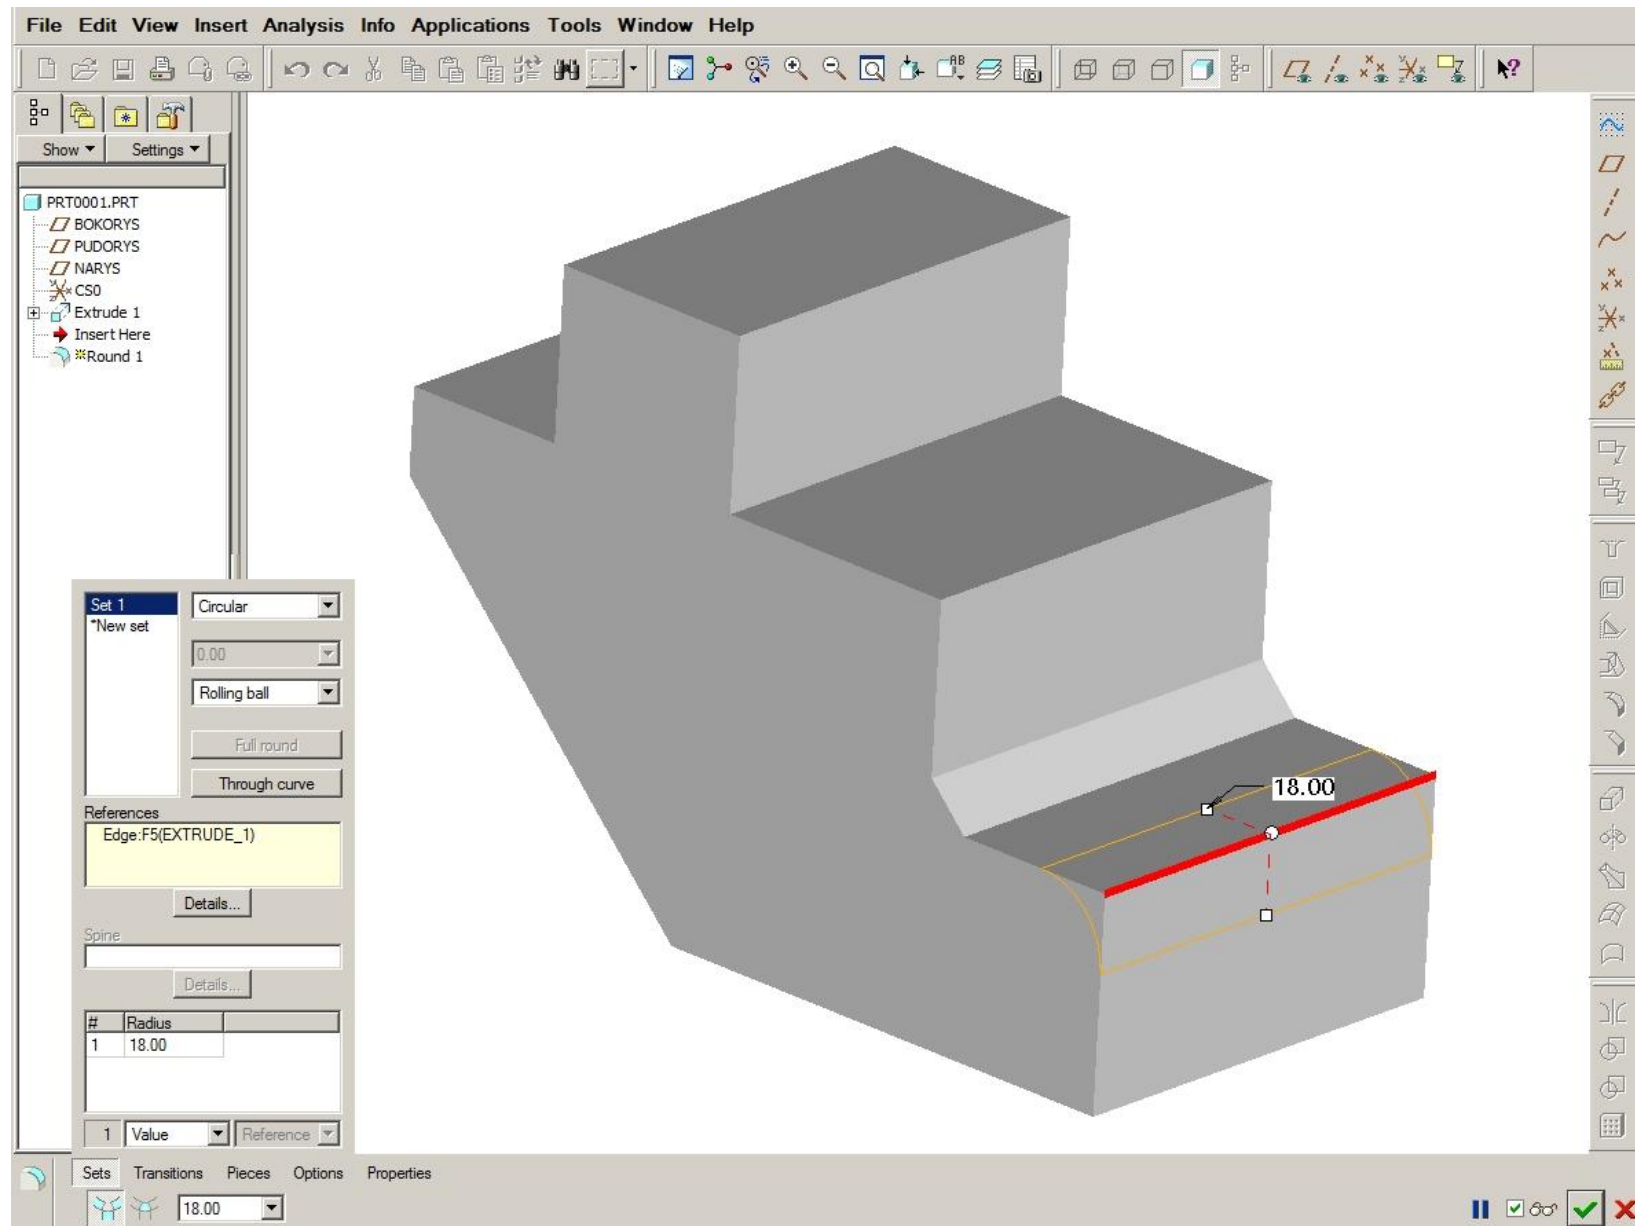 File Edit View Insert Analysis Info Applications Tools Window Help
Show Settings
PRT0001.PRT
BOKORYS
PUDORYS
NARYS
CS0
Extrude 1
Insert Here
Round 1
Set 1
*New set
Circular
0.00
Rolling ball
Full round
Through curve
References
Edge:F5(EXTRUDE_1)
Details...
Spine
Details...
# Radius
1 18.00
1 Value Reference
18.00
Sets Transitions Pieces Options Properties
18.00